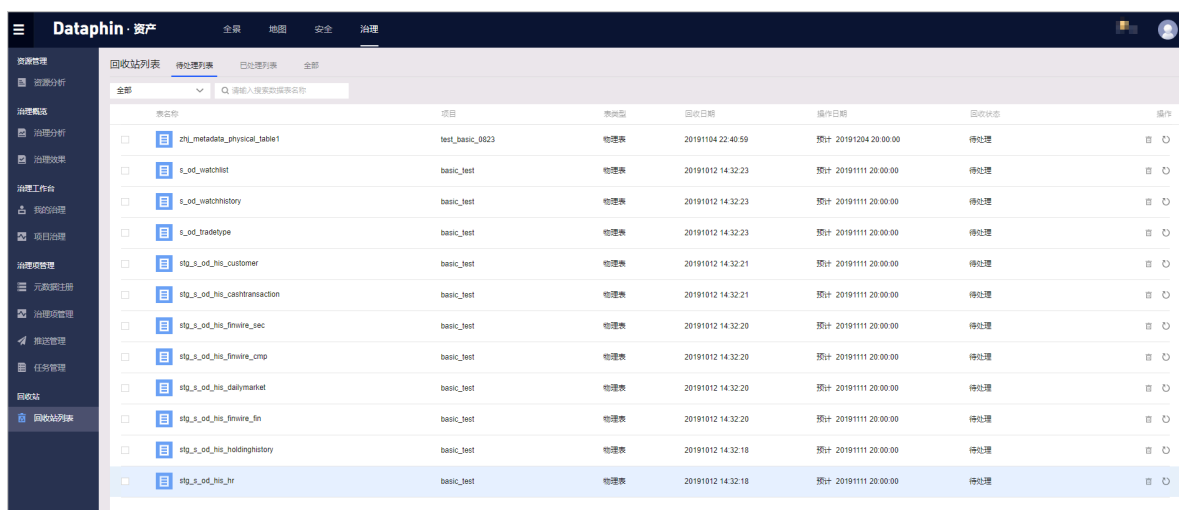 Dataphin · 资产 全景 地图 安全 治理
资源管理
资源分析
治理概览
治理分析
治理效果
治理工作台
我的治理
项目治理
治理项管理
元数据注册
治理项管理
推送管理
任务管理
回收站
回收站列表
回收站列表 待处理列表 已处理列表 全部
全部 请输入搜索数据表名称
表名称 项目 表类型 回收日期 操作日期 回收状态 操作
zhj_metadata_physical_table1 test_basic_0823 物理表 20191104 22:40:59 预计 20191204 20:00:00 待处理
s_od_watchlist basic_test 物理表 20191012 14:32:23 预计 20191111 20:00:00 待处理
s_od_watchhistory basic_test 物理表 20191012 14:32:23 预计 20191111 20:00:00 待处理
s_od_tradetype basic_test 物理表 20191012 14:32:23 预计 20191111 20:00:00 待处理
stg_s_od_his_customer basic_test 物理表 20191012 14:32:21 预计 20191111 20:00:00 待处理
stg_s_od_his_cashtransaction basic_test 物理表 20191012 14:32:21 预计 20191111 20:00:00 待处理
stg_s_od_his_finwire_sec basic_test 物理表 20191012 14:32:20 预计 20191111 20:00:00 待处理
stg_s_od_his_finwire_cmp basic_test 物理表 20191012 14:32:20 预计 20191111 20:00:00 待处理
stg_s_od_his_dailymarket basic_test 物理表 20191012 14:32:20 预计 20191111 20:00:00 待处理
stg_s_od_his_finwire_fin basic_test 物理表 20191012 14:32:20 预计 20191111 20:00:00 待处理
stg_s_od_his_holdinghistory basic_test 物理表 20191012 14:32:18 预计 20191111 20:00:00 待处理
stg_s_od_his_hr basic_test 物理表 20191012 14:32:18 预计 20191111 20:00:00 待处理